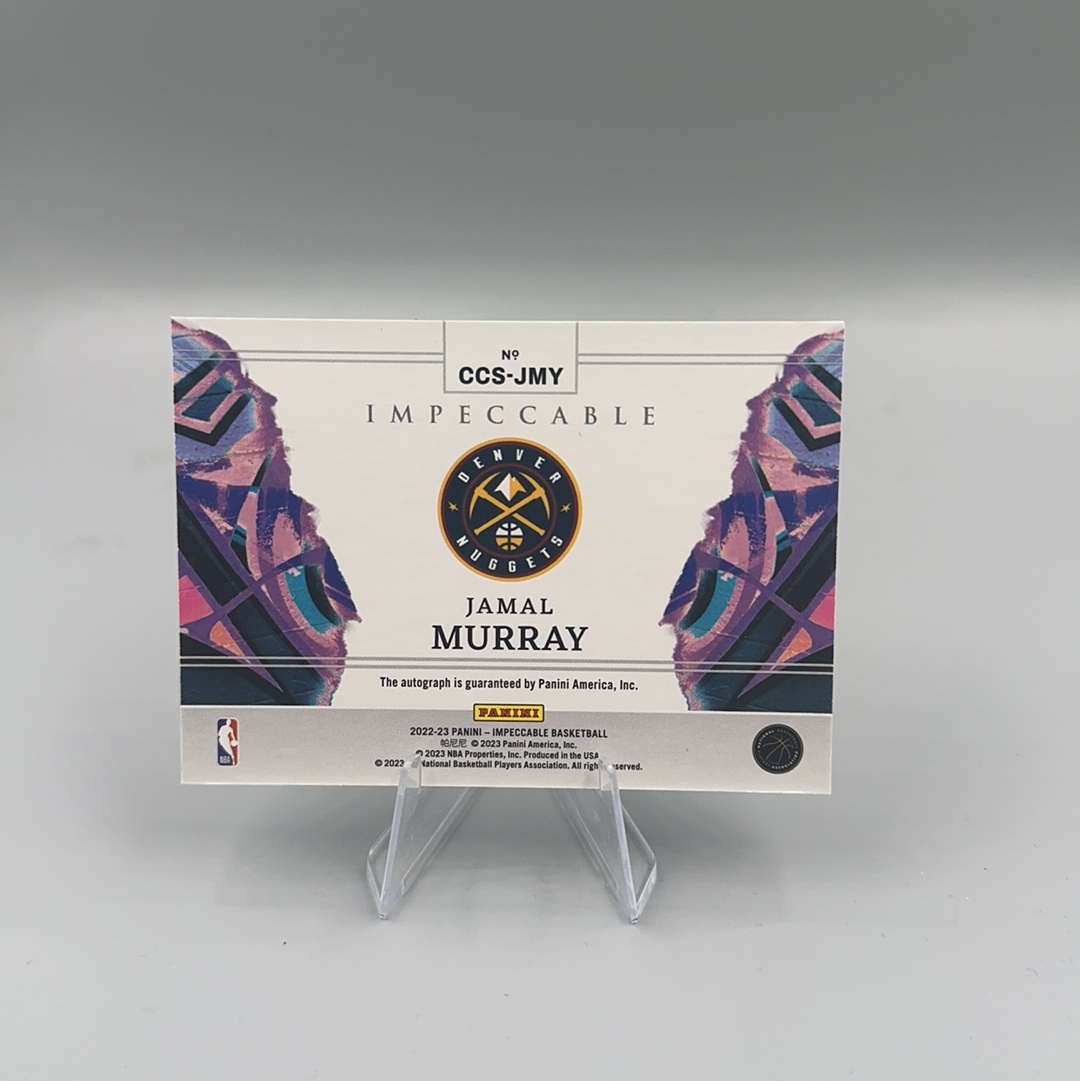 Nº
CCS-JMY
IMPECCABLE
DENVER
NUGGETS
JAMAL
MURRAY
The autograph is guaranteed by Panini America, Inc.
PANINI
2022-23 PANINI – IMPECCABLE BASKETBALL
帕尼尼 © 2023 Panini America, Inc.
© 2023 NBA Properties, Inc. Produced in the USA
© 2023 National Basketball Players Association. All rights reserved.
NBA